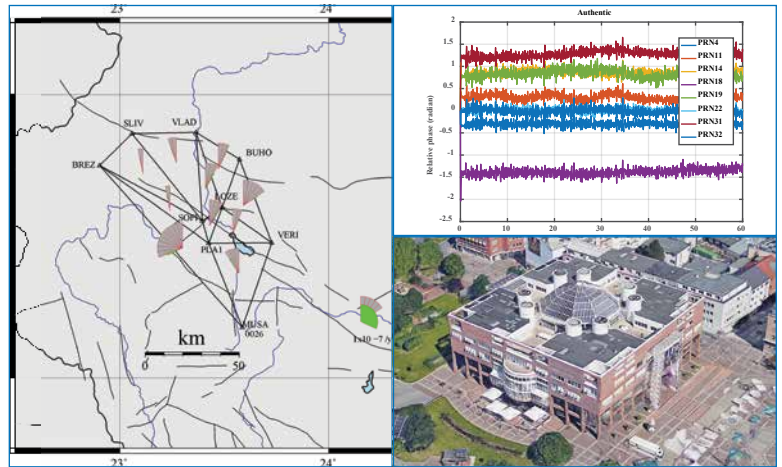 23°
24
SLIV
VLAD
BUHO
BREZ
LOZE
SOFI
VERI
PLA1
MUSA
0026
km
0
50
1x10 −7 /y
23°
24
Authentic
2
1.5
1
0.5
0
-0.5
-1
-1.5
-2
-2.5
Relative phase (radian)
0
10
20
30
40
50
60
PRN4
PRN11
PRN14
PRN18
PRN19
PRN22
PRN31
PRN32